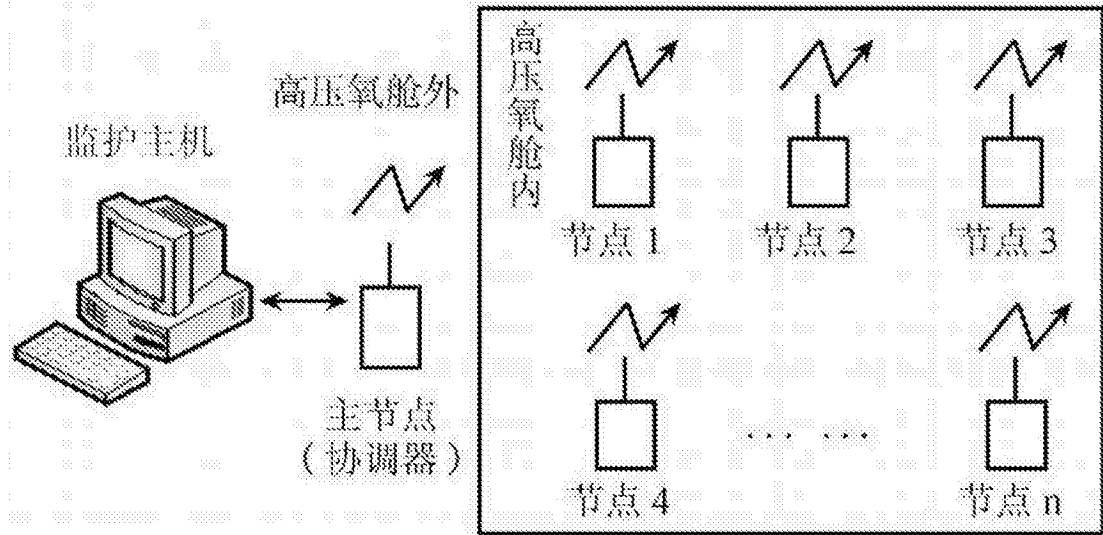 监护主机
高压氧舱外
主节点
（协调器）
高压氧舱内
节点 1
节点 2
节点 3
节点 4
… …
节点 n